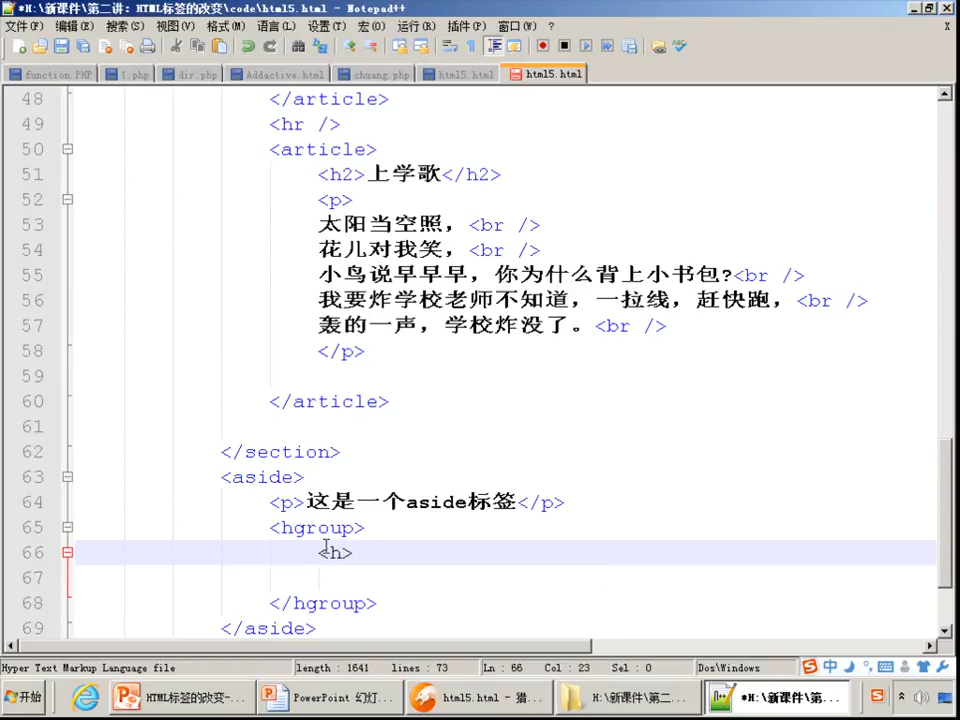 *H:\新课件\第二讲：HTML标签的改变\code\html5.html - Notepad++
文件(F) 编辑(E) 搜索(S) 视图(V) 格式(M) 语言(L) 设置(T) 宏(O) 运行(R) 插件(P) 窗口(W) ? X
function.PHP 1.php dir.php Addactive.html chuang.php html5.html html5.html
48 </article>
49 <hr />
50 <article>
51 <h2>上学歌</h2>
52 <p>
53 太阳当空照，<br />
54 花儿对我笑，<br />
55 小鸟说早早早，你为什么背上小书包?<br />
56 我要炸学校老师不知道，一拉线，赶快跑，<br />
57 轰的一声，学校炸没了。<br />
58 </p>
59
60 </article>
61
62 </section>
63 <aside>
64 <p>这是一个aside标签</p>
65 <hgroup>
66 <h>
67
68 </hgroup>
69 </aside>
Hyper Text Markup Language file length : 1641 lines : 73 Ln : 66 Col : 23 Sel : 0 Dos\Windows 中
开始 HTML标签的改变-... PowerPoint 幻灯... html5.html - 猎... H:\新课件\第二... *H:\新课件\第...